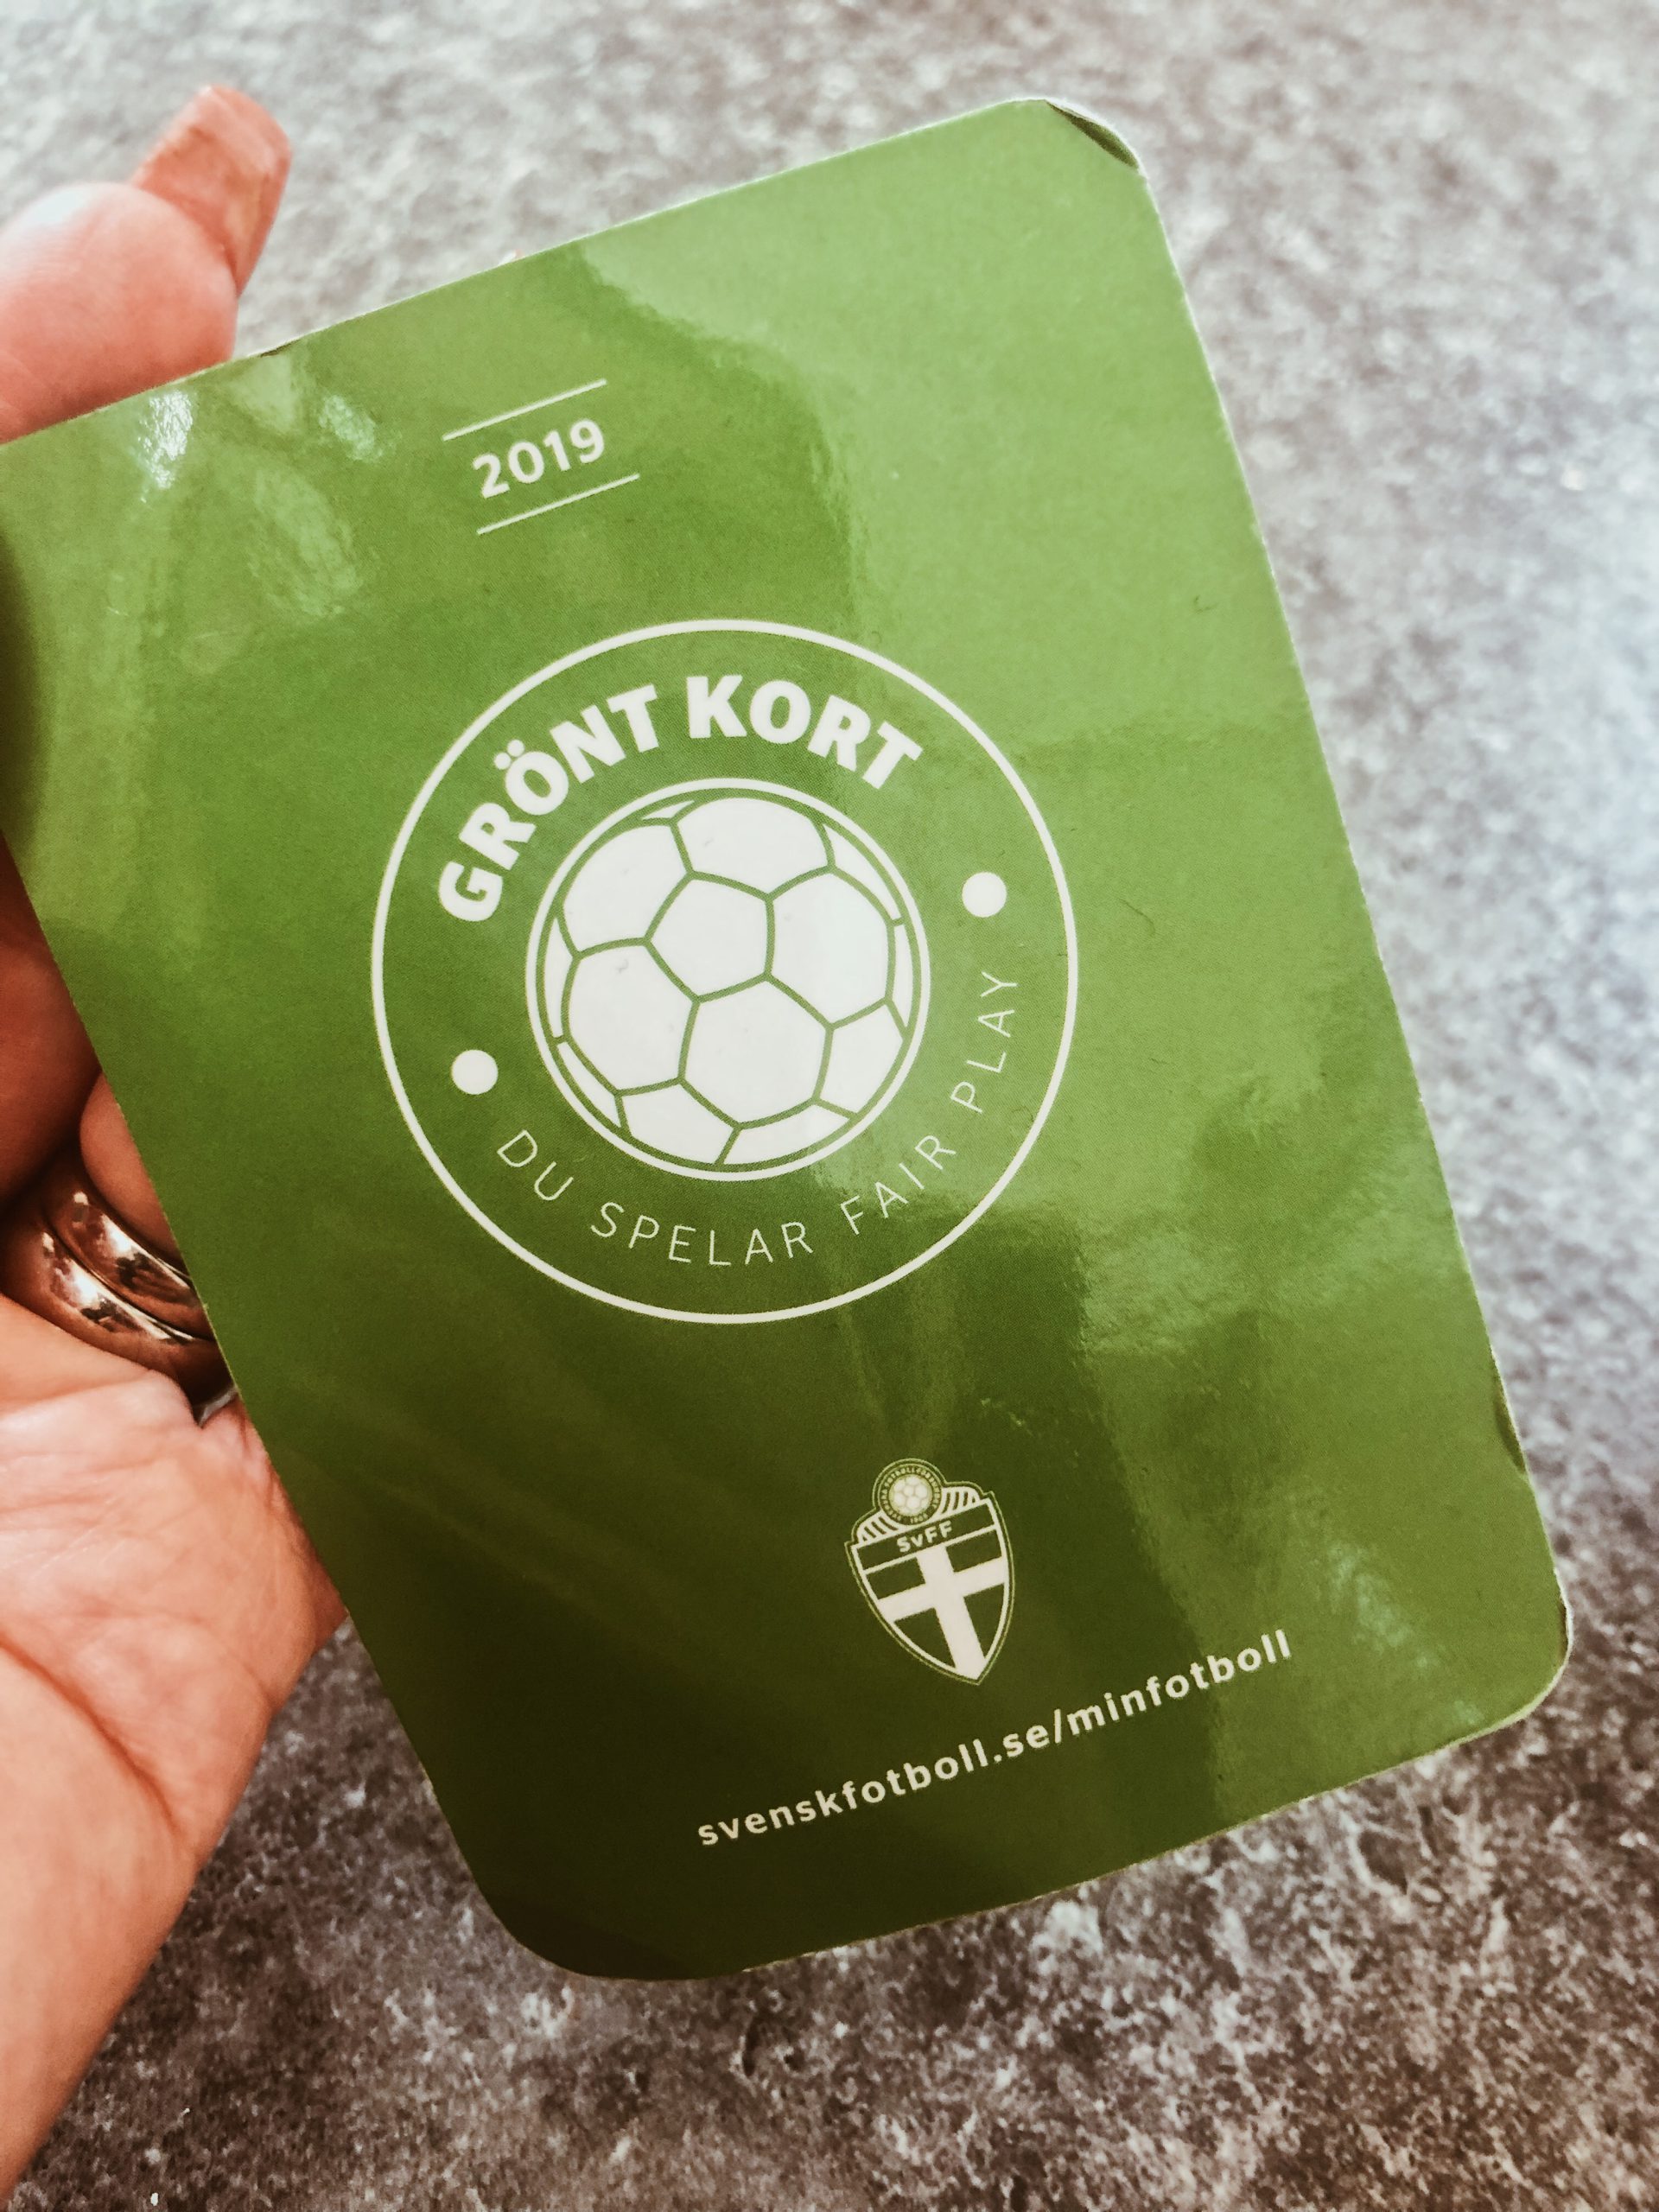 2019
GRÖNT KORT
DU SPELAR FAIR PLAY
SvFF
svenskfotboll.se/minfotboll